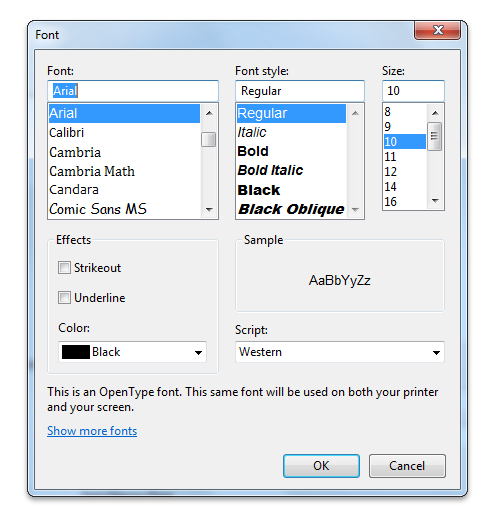 Font
Font:
Font style:
Size:
Arial
Regular
10
Arial
Calibri
Cambria
Cambria Math
Candara
Comic Sans MS
Regular
Italic
Bold
Bold Italic
Black
Black Oblique
8
9
10
11
12
14
16
Effects
Strikeout
Underline
Color:
Black
Sample
AaBbYyZz
Script:
Western
This is an OpenType font. This same font will be used on both your printer
and your screen.
Show more fonts
OK
Cancel